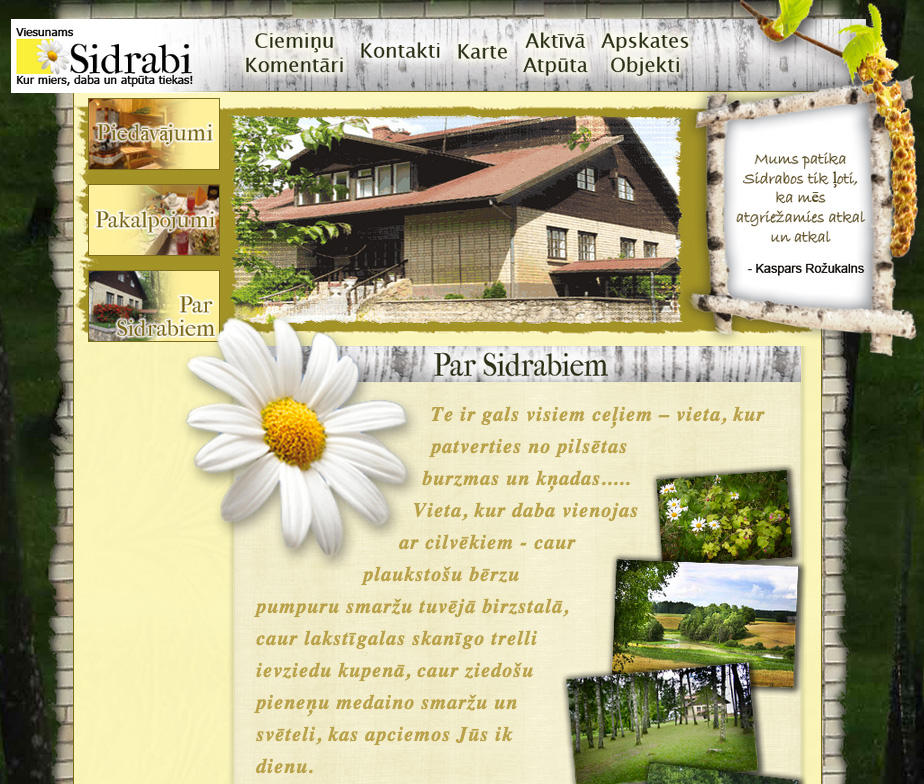 Viesunams
Sidrabi
Kur miers, daba un atpūta tiekas!
Ciemiņu
Komentāri
Kontakti
Karte
Aktīvā
Atpūta
Apskates
Objekti
Piedāvājumi
Pakalpojumi
Par
Sidrabiem
Mums patika
Sidrabos tik ļoti,
ka mēs
atgriežamies atkal
un atkal
- Kaspars Rožukalns
Par Sidrabiem
Te ir gals visiem ceļiem – vieta, kur
patverties no pilsētas
burzmas un kņadas.....
Vieta, kur daba vienojas
ar cilvēkiem - caur
plaukstošu bērzu
pumpuru smaržu tuvējā birzstalā,
caur lakstīgalas skanīgo trelli
ievziedu kupenā, caur ziedošu
pieneņu medaino smaržu un
svēteli, kas apciemos Jūs ik
dienu.